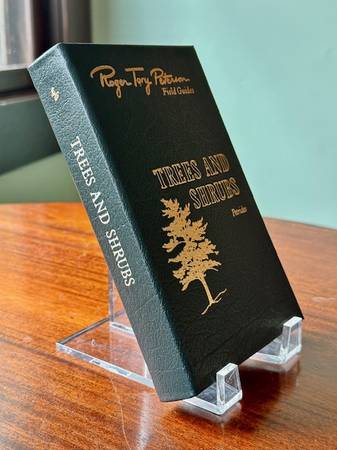 Roger Tory Peterson
Field Guides
TREES AND
SHRUBS
Petrides
TREES AND SHRUBS